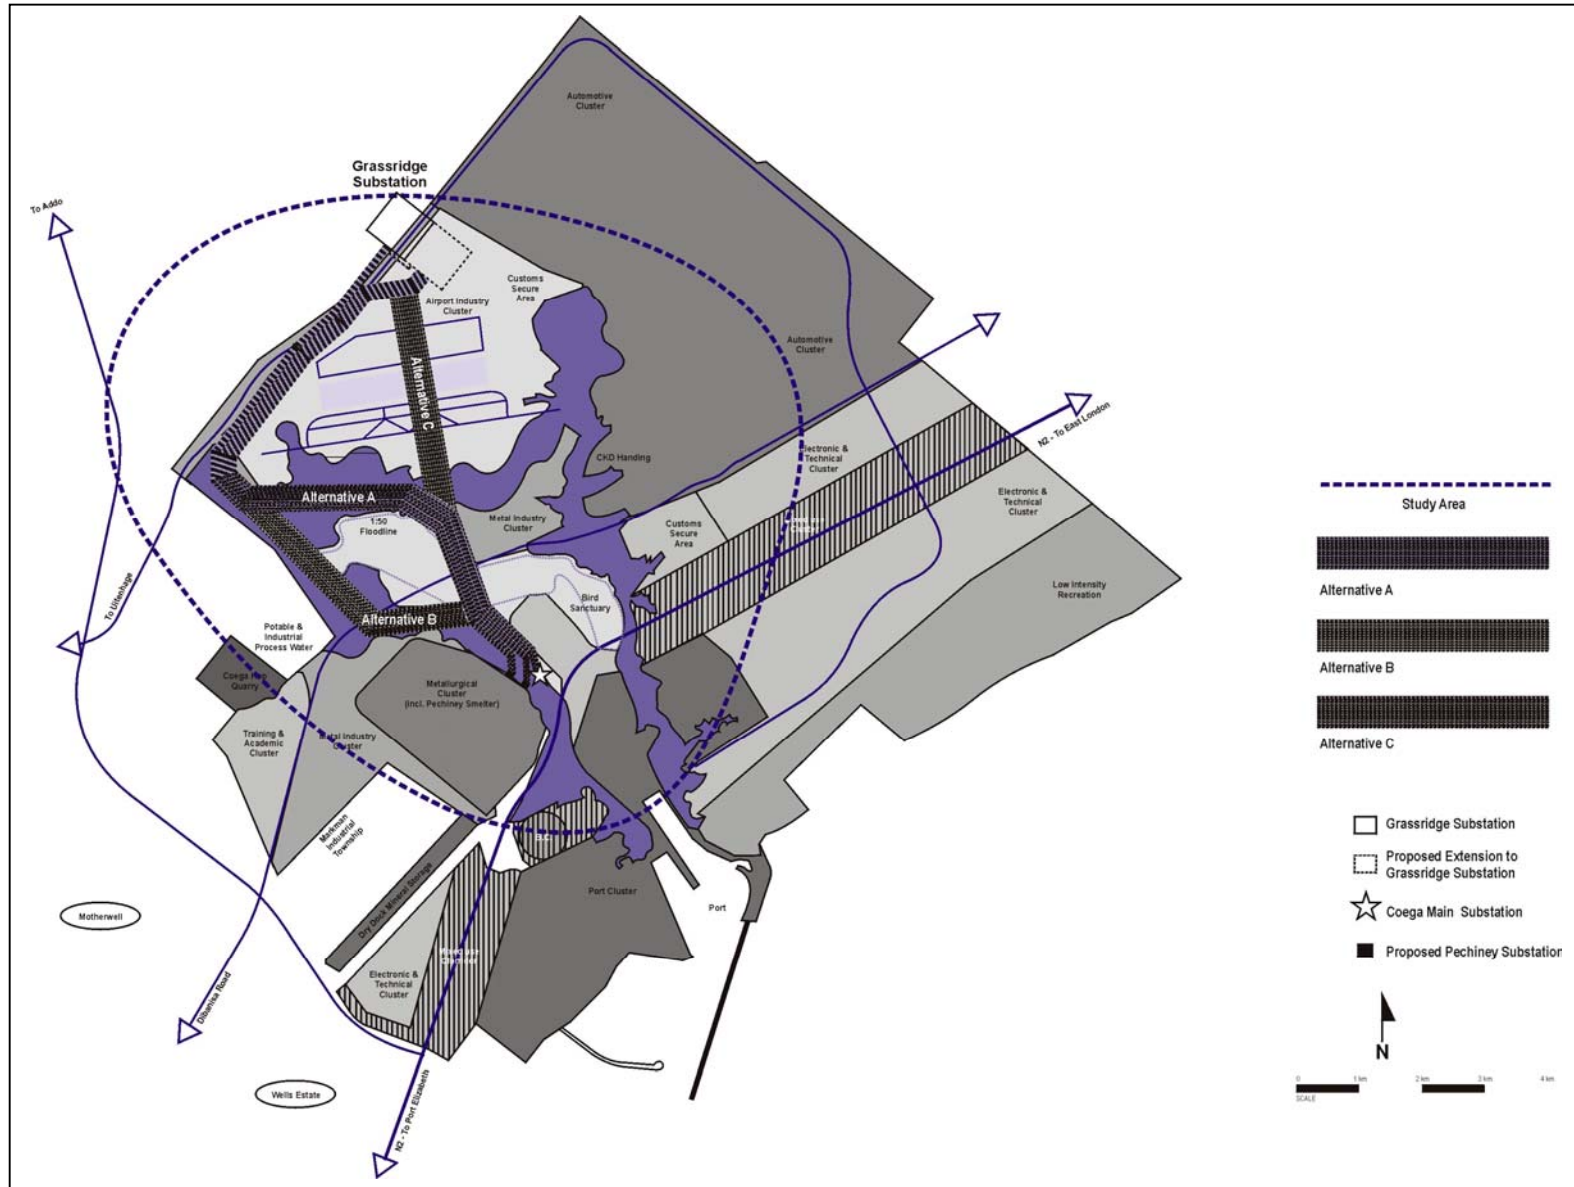 Automotive
Cluster
Grassridge
Substation
To Addo
Customs
Secure
Area
Airport Industry
Cluster
Automotive
Cluster
Alternative C
N2 - To East London
CKD Handing
Electronic &
Technical
Cluster
Alternative A
1:50
Floodline
Metal Industry
Cluster
Customs
Secure
Area
Electronic &
Technical
Cluster
Study Area
Alternative A
Low Intensity
Recreation
To Uitenhage
Bird
Sanctuary
Alternative B
Potable &
Industrial
Process Water
Alternative B
Coega
Quarry
Metallurgical
Cluster
(incl. Pechiney Smelter)
Training &
Academic
Cluster
Metal Industry
Cluster
Alternative C
Markman
Industrial
Township
Grassridge Substation
Proposed Extension to
Grassridge Substation
Dry Dock Mineral Storage
Port Cluster
Port
Coega Main Substation
Motherwell
Proposed Pechiney Substation
Electronic &
Technical
Cluster
Dibanisa Road
N
Wells Estate
N2 - To Port Elizabeth
0 1 km 2 km 3 km 4 km
SCALE